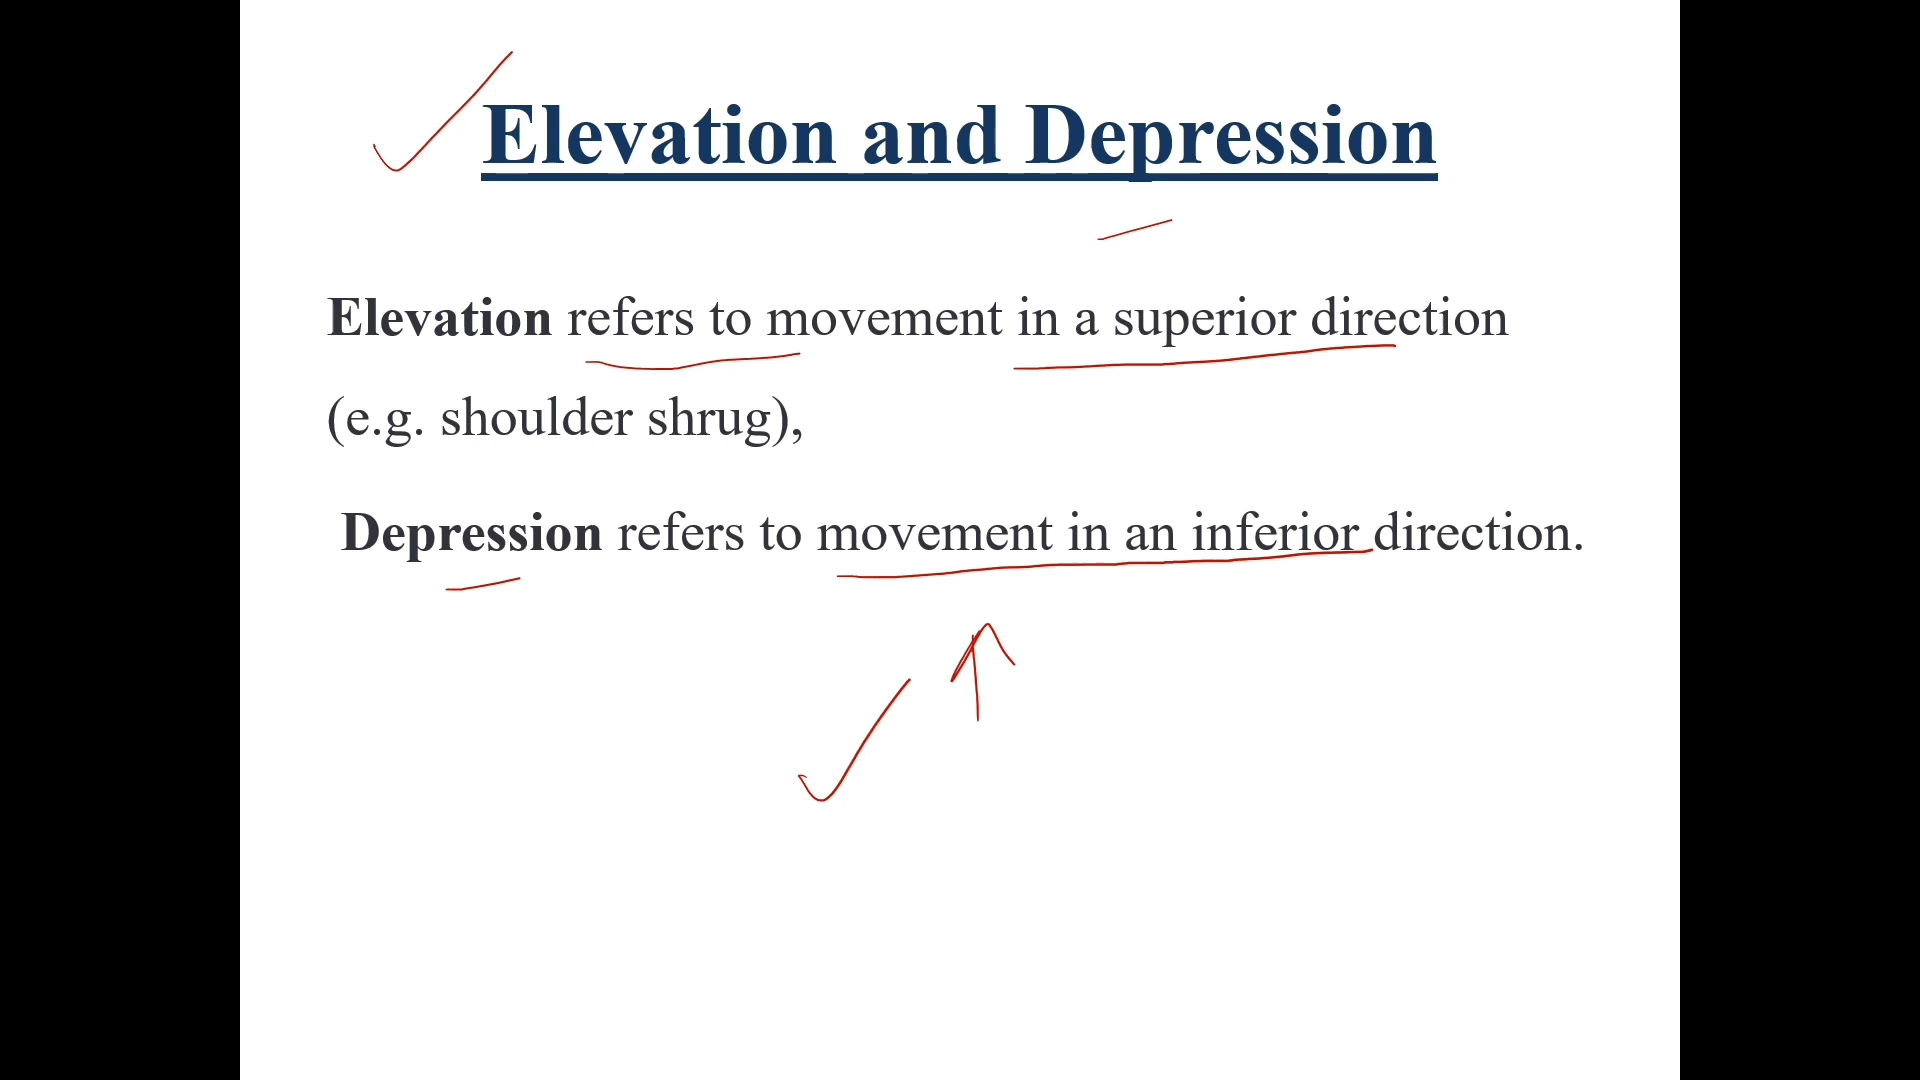 Elevation and Depression
Elevation refers to movement in a superior direction
(e.g. shoulder shrug),
Depression refers to movement in an inferior direction.